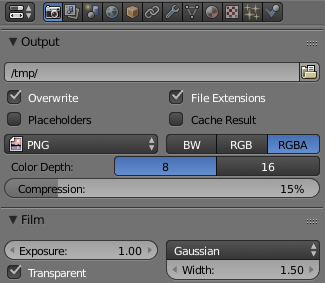 Output
/tmp/
Overwrite File Extensions
Placeholders Cache Result
PNG BW RGB RGBA
Color Depth: 8 16
Compression: 15%
Film
Exposure: 1.00 Gaussian
Transparent Width: 1.50